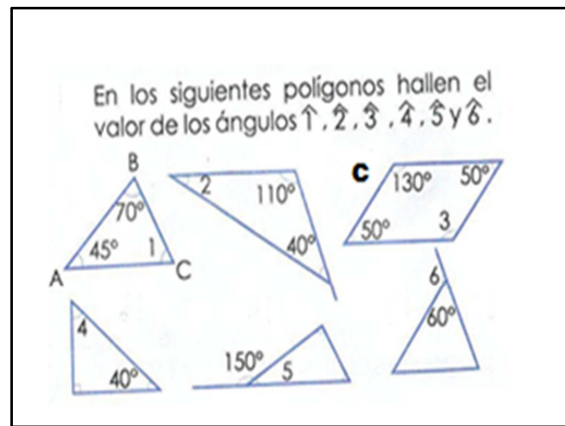 En los siguientes polígonos hallen el
valor de los ángulos 1̂ , 2̂ , 3̂ , 4̂ , 5̂ y 6̂ .
B
70°
45°
1
A
C
2
110°
40°
C
130°
50°
50°
3
4
40°
150°
5
6
60°